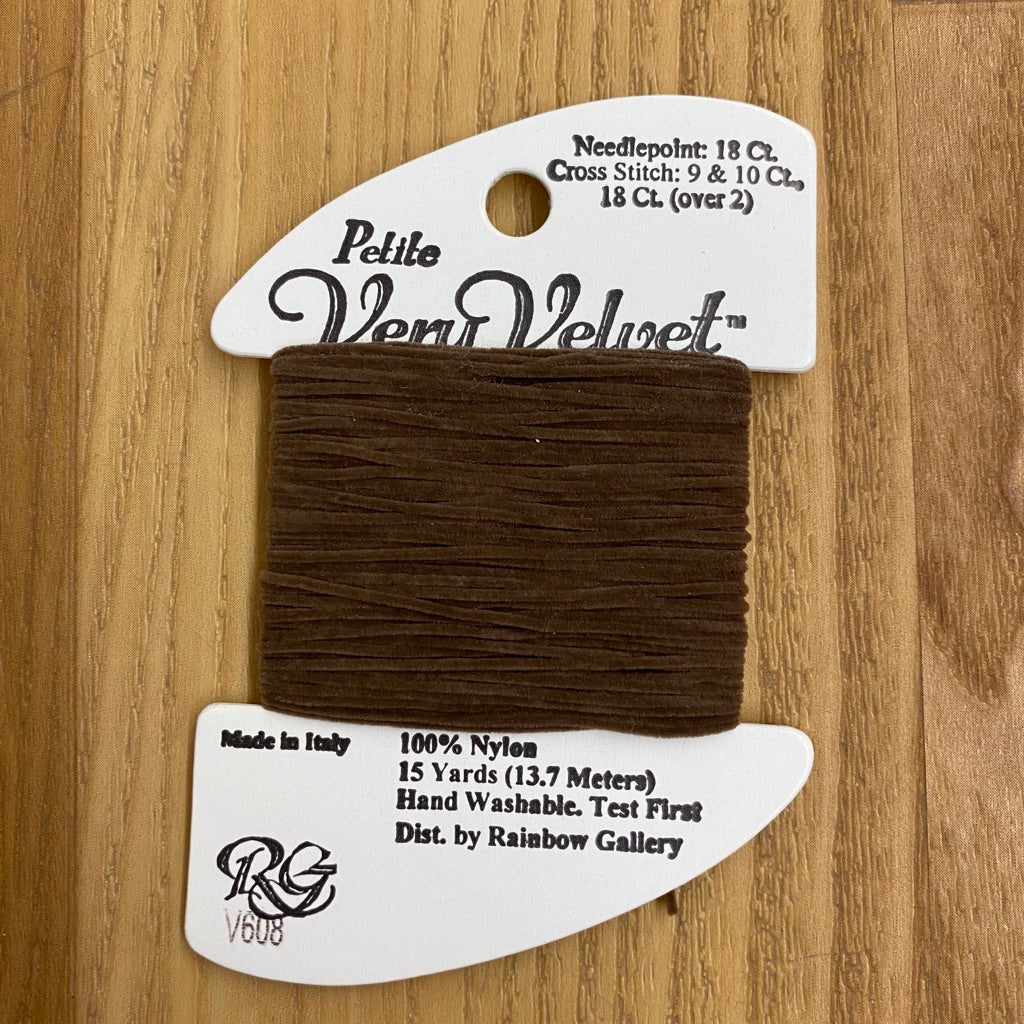 Needlepoint: 18 Ct.
Cross Stitch: 9 & 10 Ct.,
18 Ct. (over 2)
Petite
Very Velvet™
Made in Italy
100% Nylon
15 Yards (13.7 Meters)
Hand Washable. Test First
Dist. by Rainbow Gallery
RG
V608